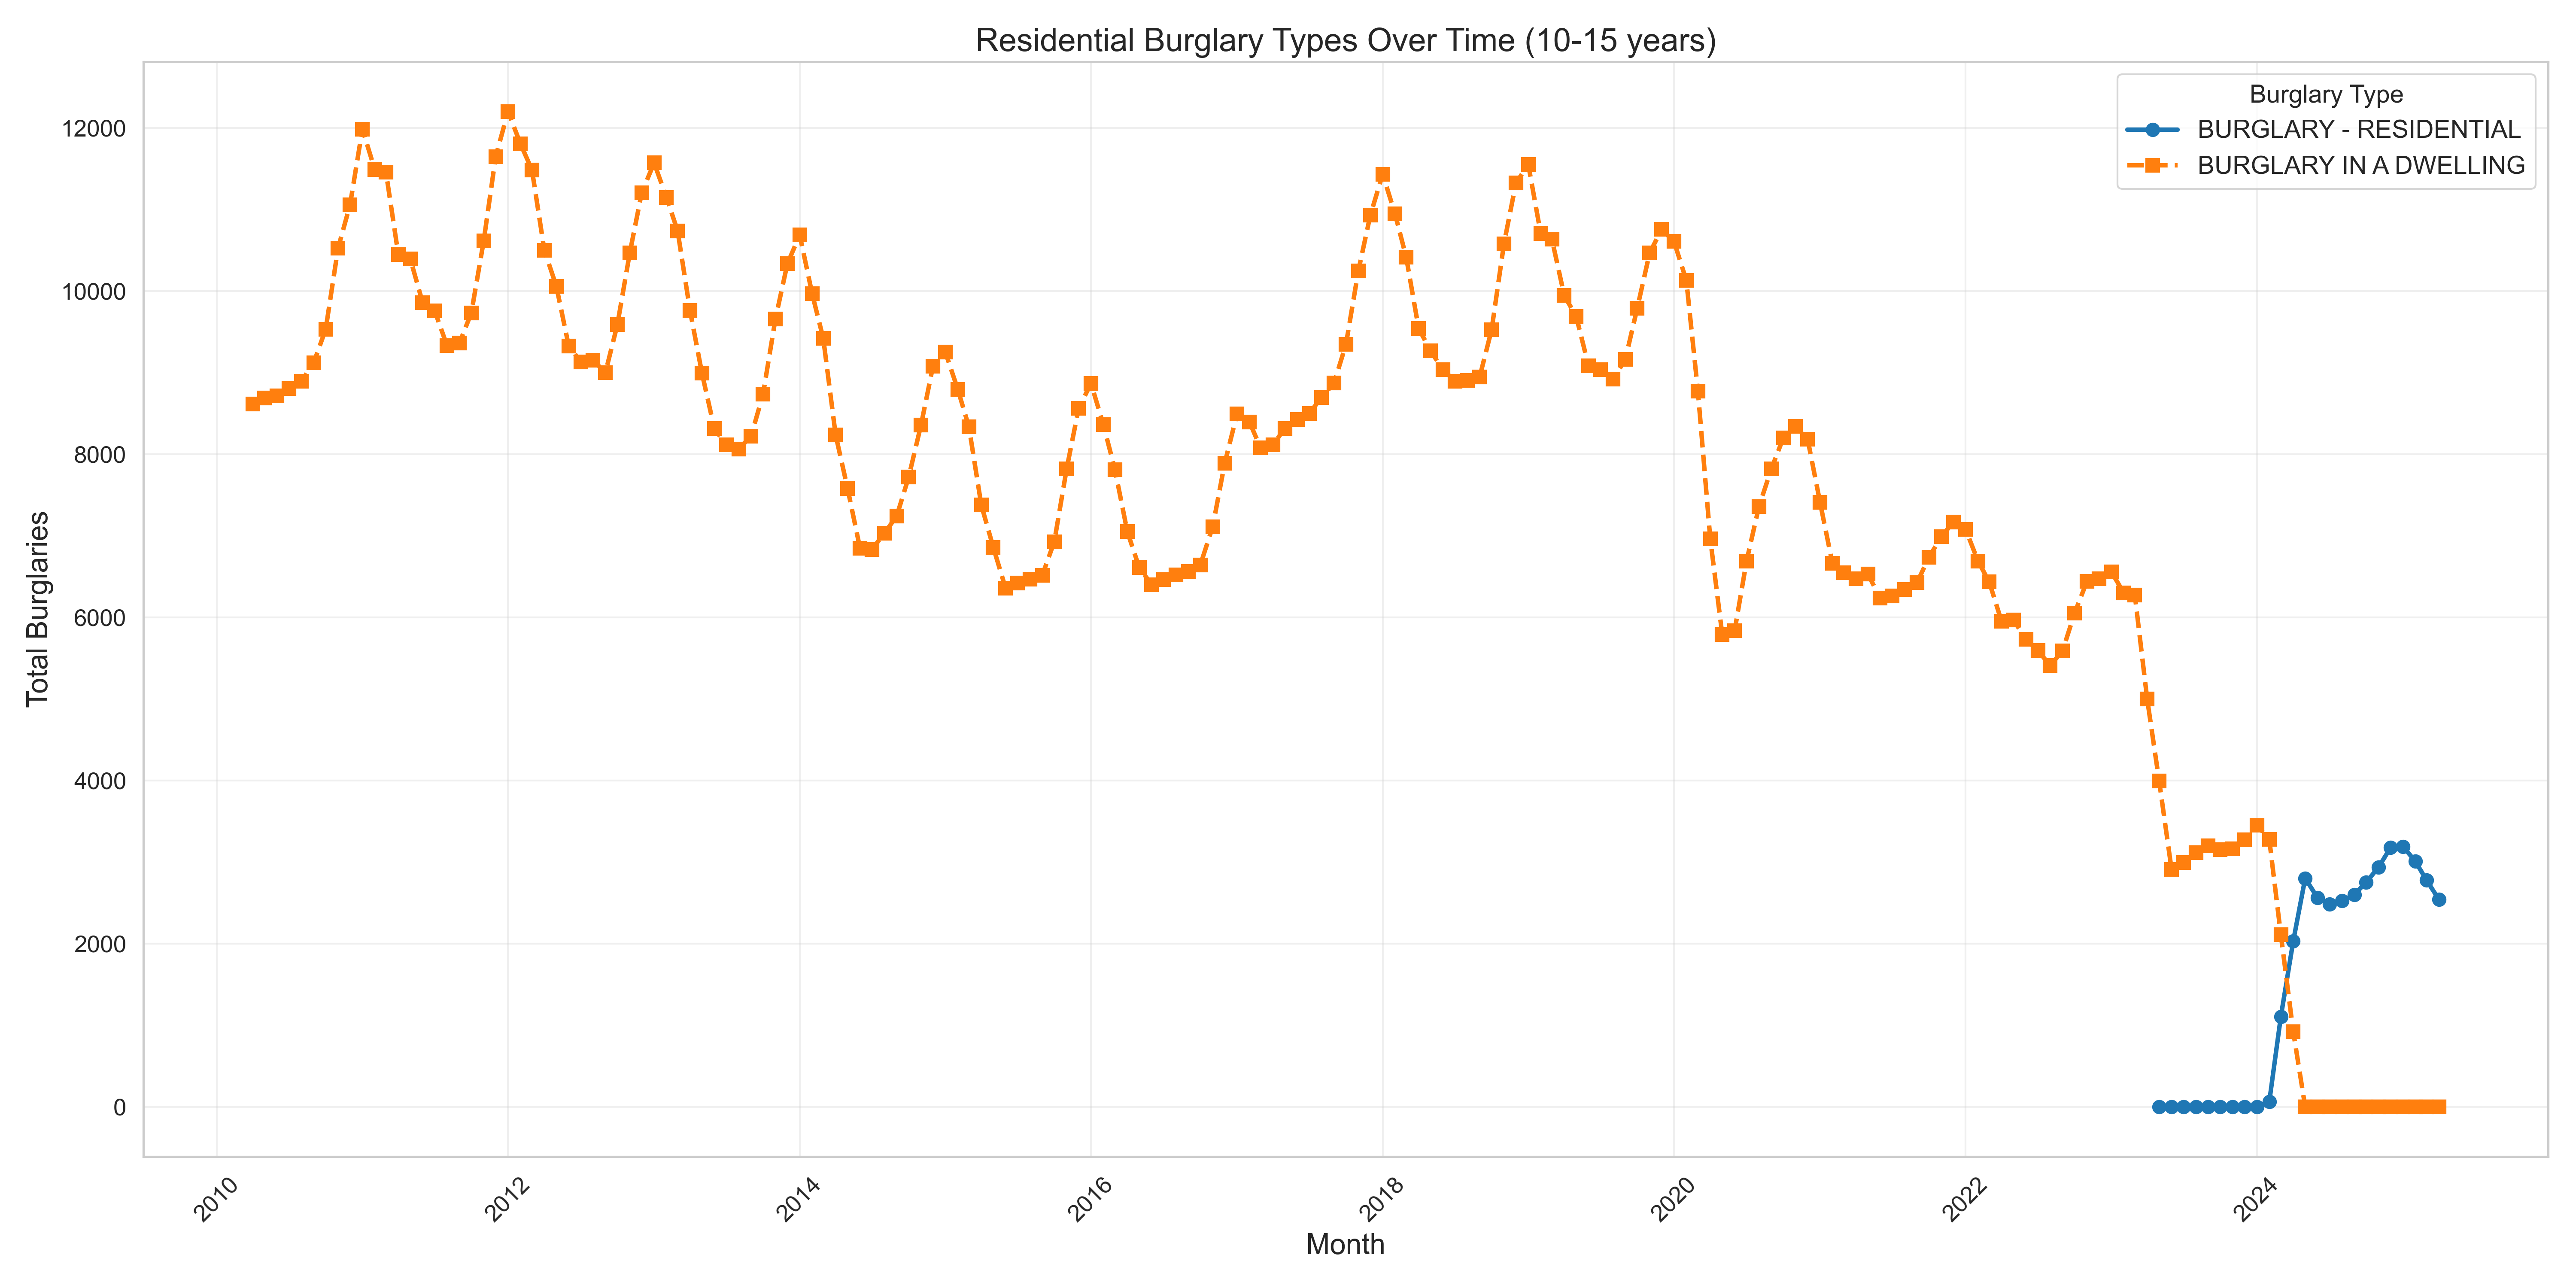 Residential Burglary Types Over Time (10-15 years)
Burglary Type
BURGLARY - RESIDENTIAL
BURGLARY IN A DWELLING
Total Burglaries
12000
10000
8000
6000
4000
2000
0
2010
2012
2014
2016
2018
2020
2022
2024
Month